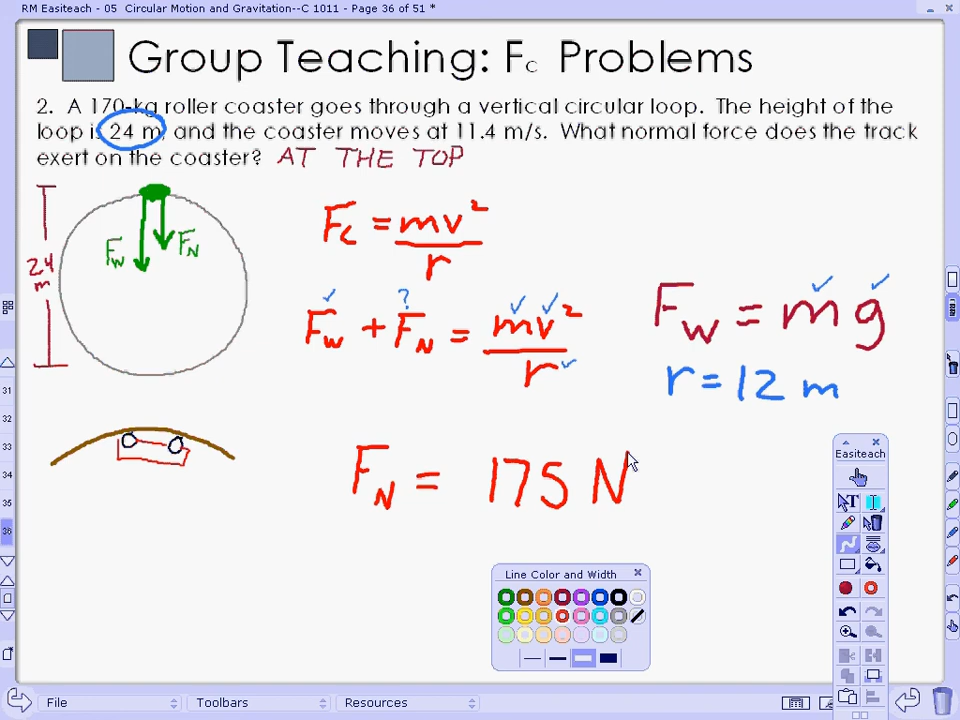 RM Easiteach - 05 Circular Motion and Gravitation--C 1011 - Page 36 of 51 *
Group Teaching: Fc Problems
2. A 170-kg roller coaster goes through a vertical circular loop. The height of the
loop is 24 m, and the coaster moves at 11.4 m/s. What normal force does the track
exert on the coaster? AT THE TOP
Fc = mv²
r
24
m
Fw
FN
Fw + FN = mv²
r
?
Fw = mg
r = 12 m
FN = 175 N
31
32
33
34
35
36
Easiteach
T
Line Color and Width
File
Toolbars
Resources